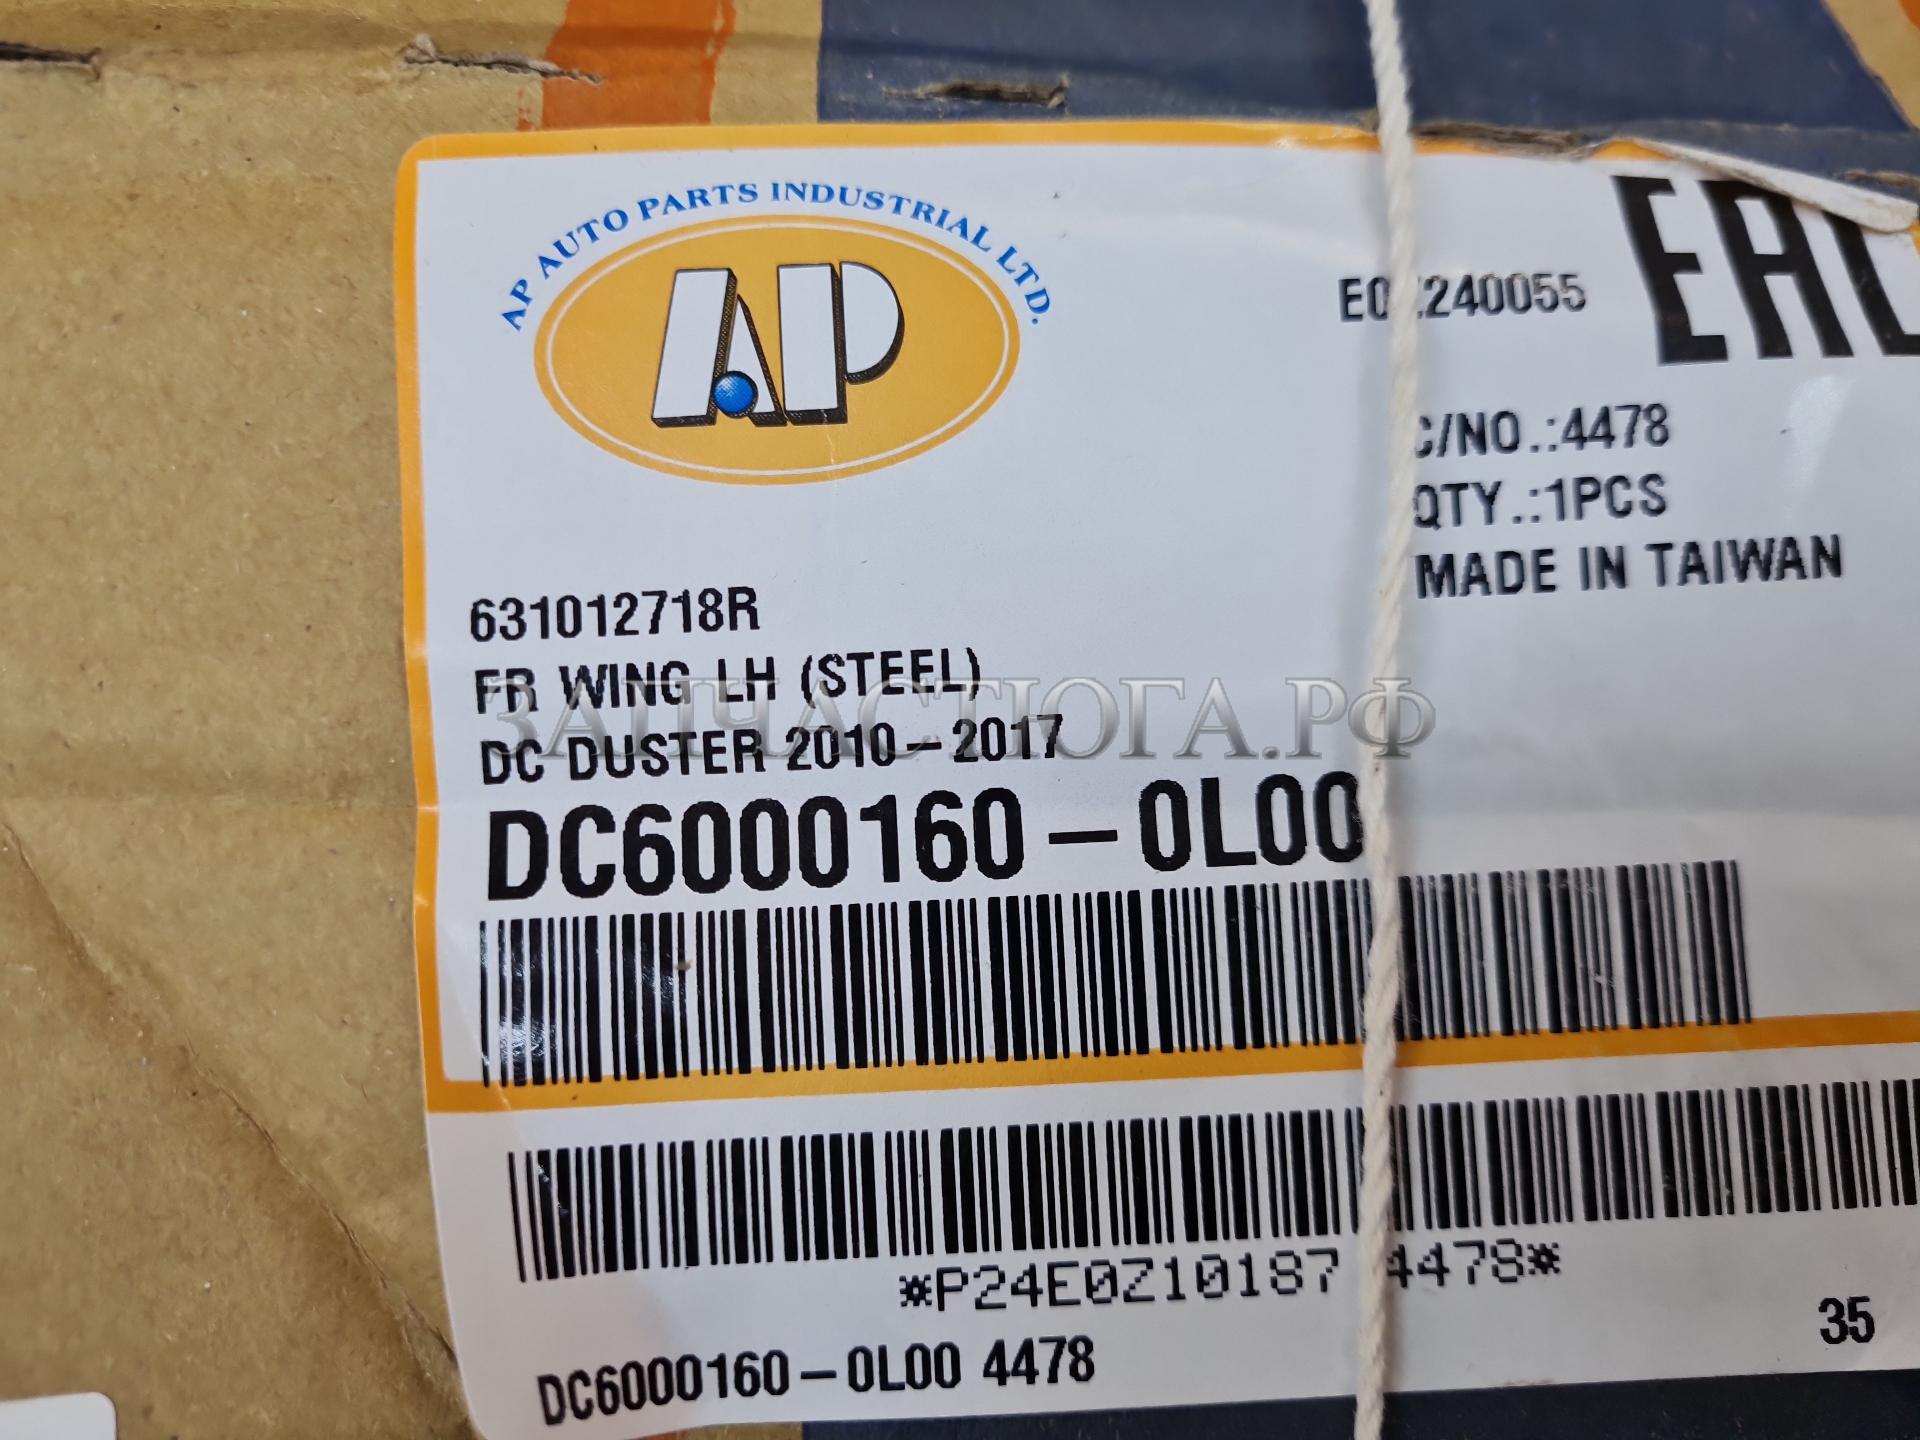 AP AUTO PARTS INDUSTRIAL LTD.
AP
240055
EAC
C/NO.:4478
QTY.:1PCS
MADE IN TAIWAN
631012718R
FR WING LH (STEEL)
ЗАПЧАСТЮГА.РФ
DC DUSTER 2010-2017
DC6000160-0L00
*P24E0Z10187 4478*
35
DC6000160-0L00 4478